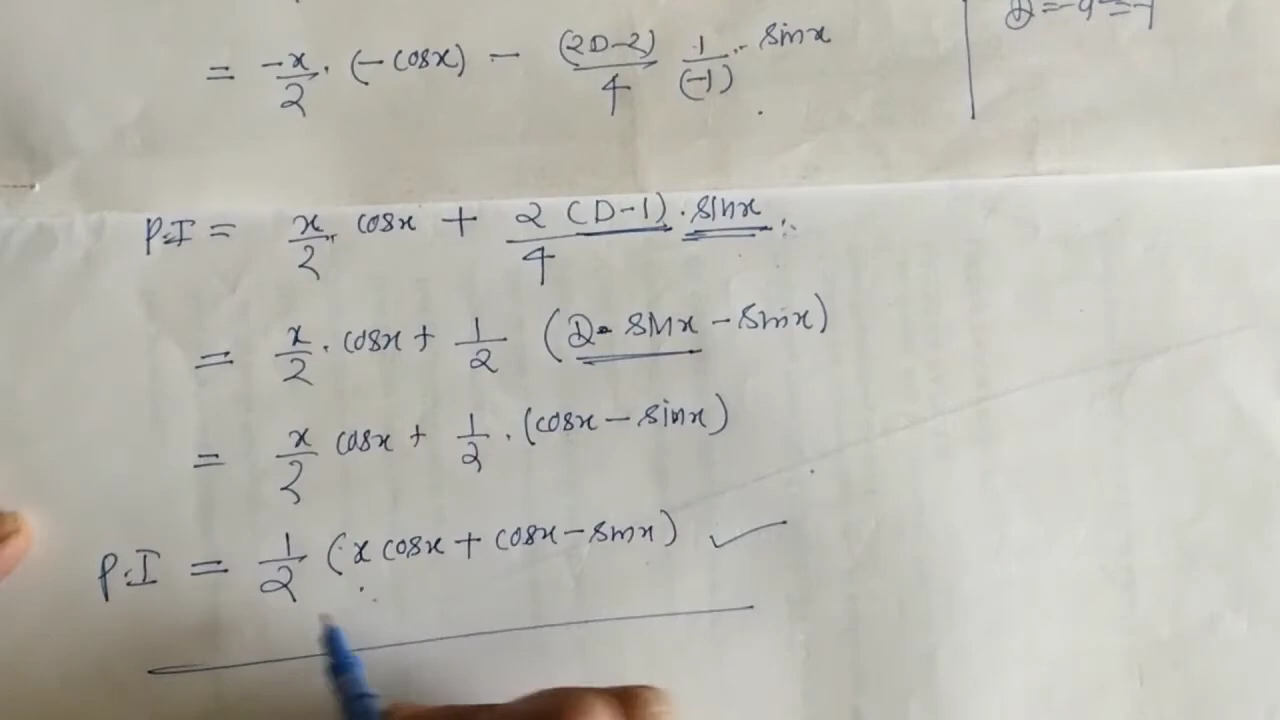 D = -a² = -1
= -x/2 . (-cosx) - (2D-2)/4 1/(-1) . sinx
P.I = x/2 . cosx + 2(D-1)/4 . sinx
= x/2 . cosx + 1/2 (D sinx - sinx)
= x/2 cosx + 1/2 . (cosx - sinx)
P.I = 1/2 (x cosx + cosx - sinx) ✓